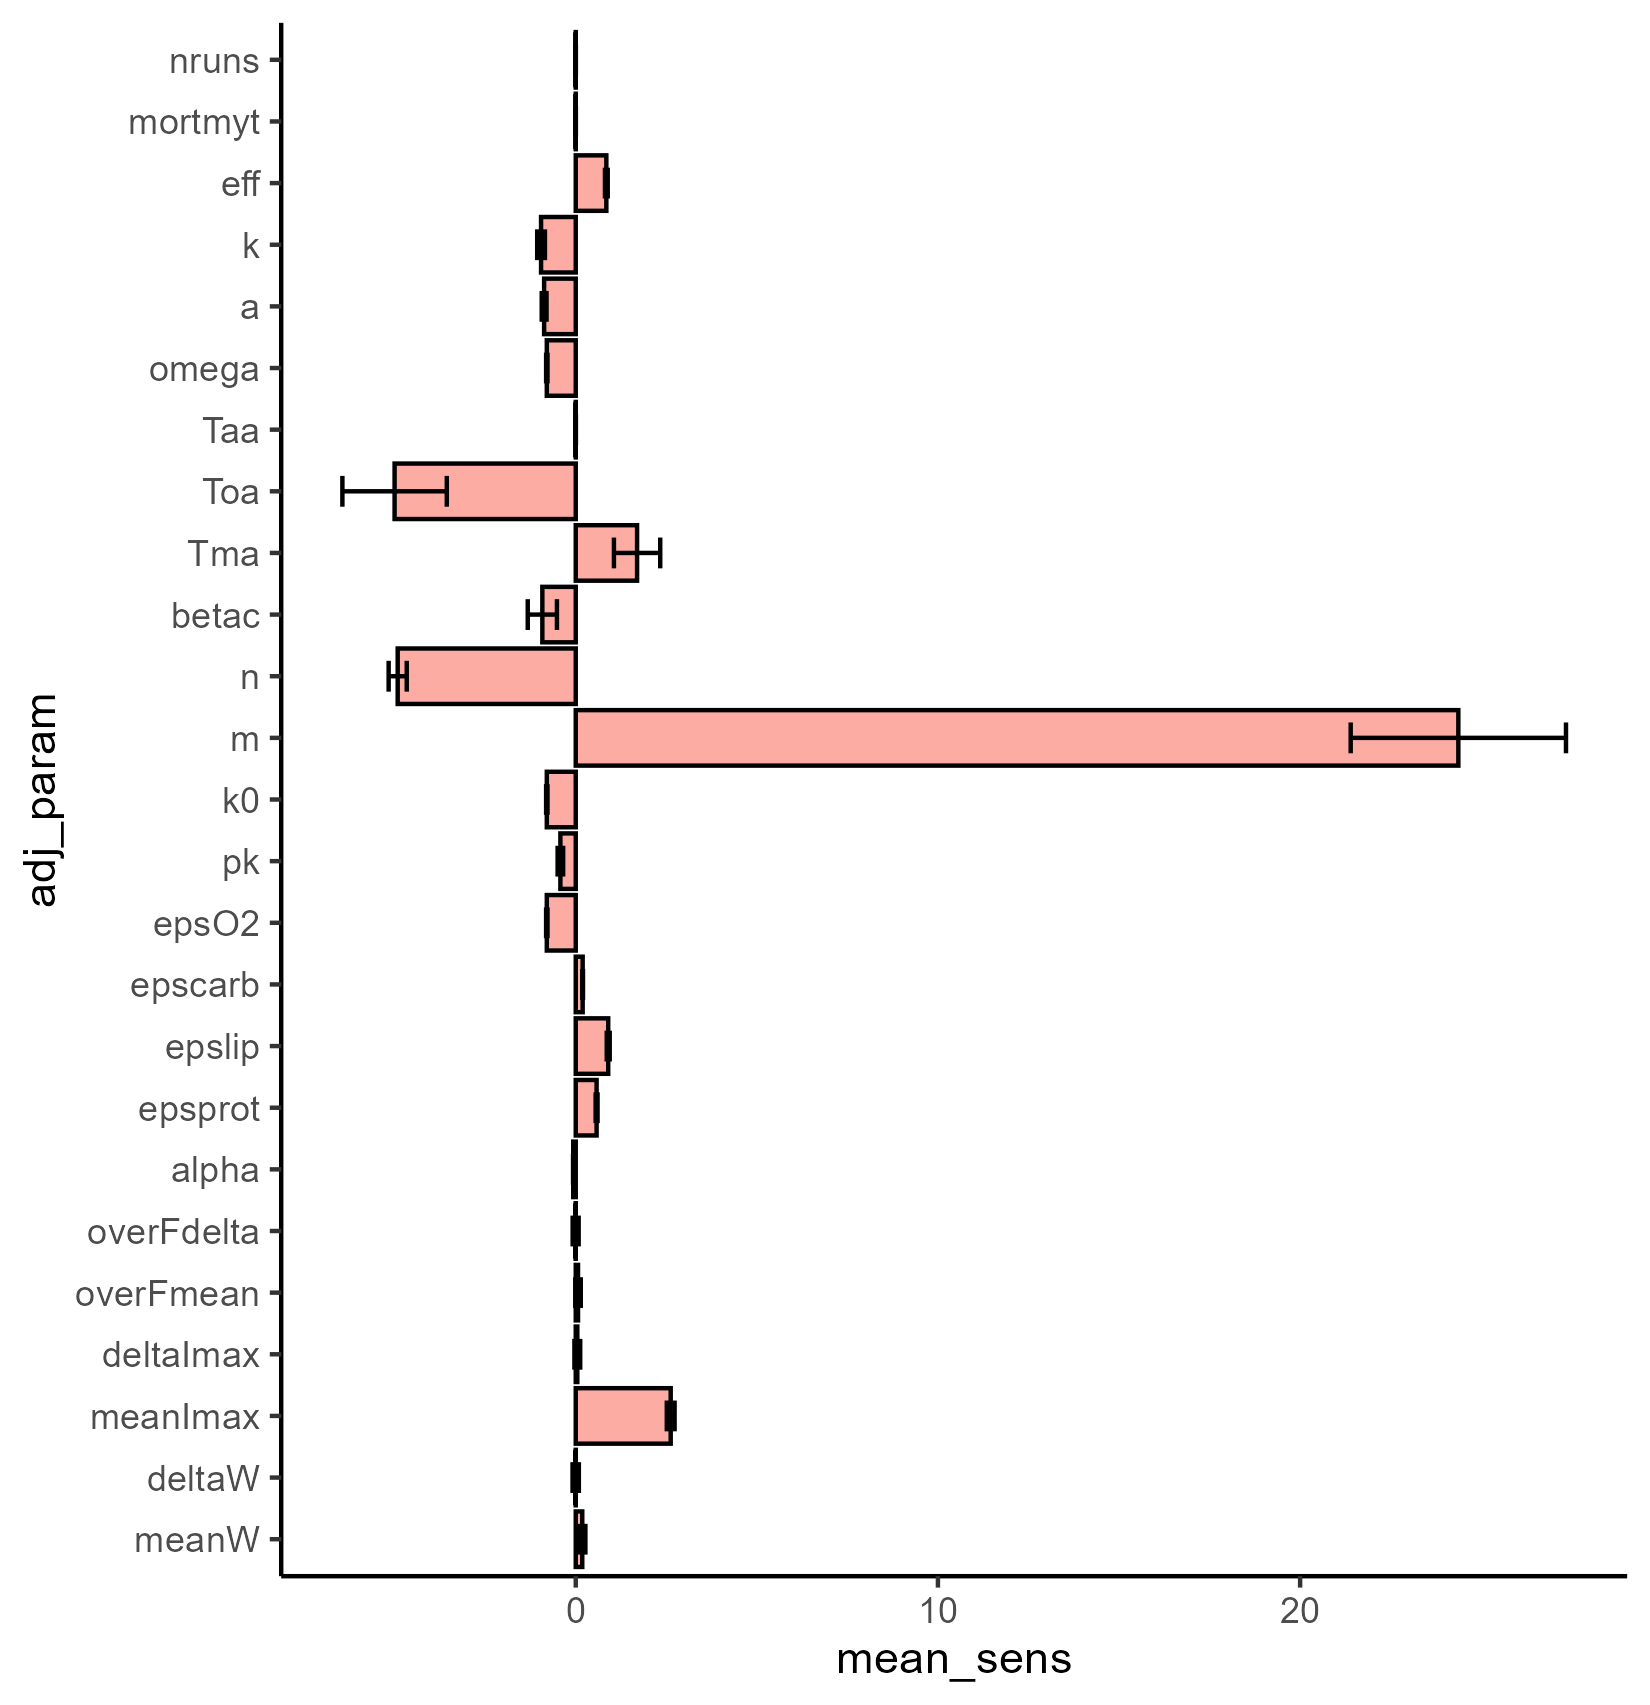 nruns
mortmyt
eff
k
a
omega
Taa
Toa
Tma
betac
n
m
k0
pk
epsO2
epscarb
epslip
epsprot
alpha
overFdelta
overFmean
deltaImax
meanImax
deltaW
meanW
adj_param
0 10 20
mean_sens